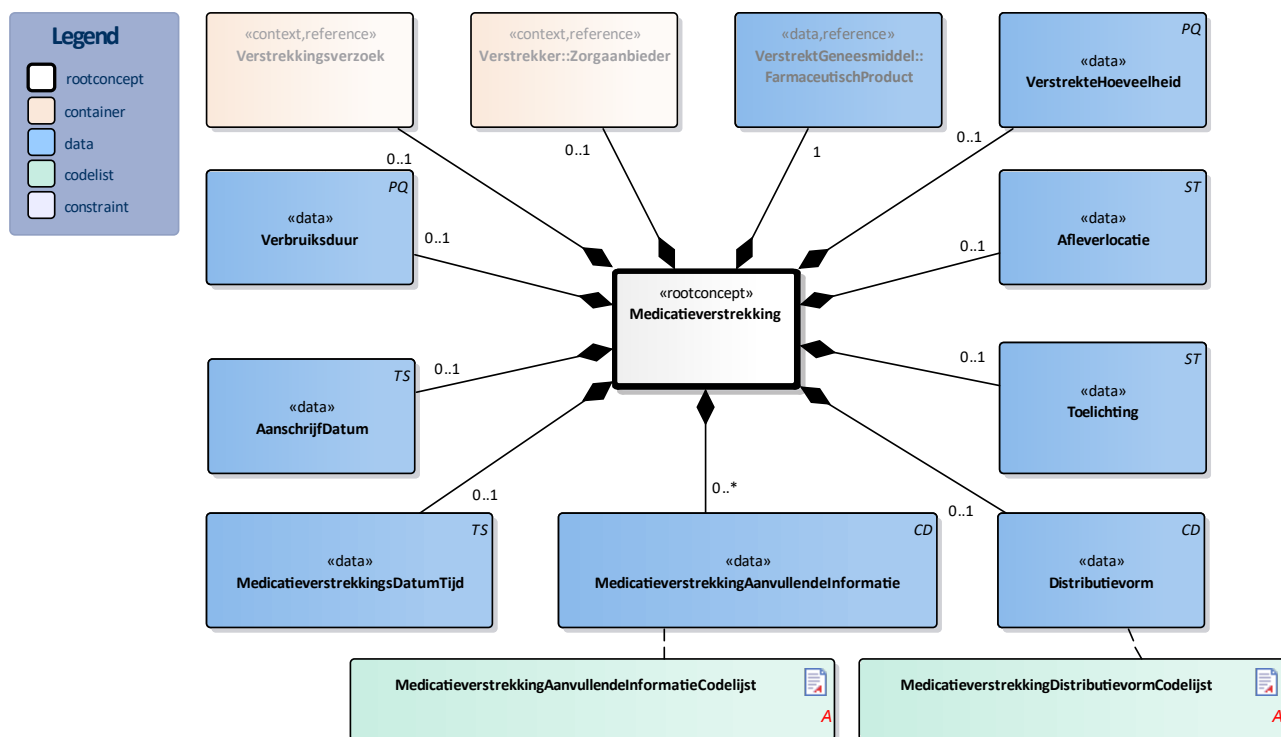 Legend
rootconcept
container
data
codelist
constraint
«context,reference»
Verstrekkingsverzoek
«context,reference»
Verstrekker::Zorgaanbieder
«data,reference»
VerstrektGeneesmiddel::
FarmaceutischProduct
PQ
«data»
VerstrekteHoeveelheid
0..1
0..1
1
0..1
PQ
«data»
Verbruiksduur
0..1
ST
«data»
Afleverlocatie
0..1
«rootconcept»
Medicatieverstrekking
TS
«data»
AanschrijfDatum
0..1
ST
«data»
Toelichting
0..1
TS
«data»
MedicatieverstrekkingsDatumTijd
0..1
CD
«data»
MedicatieverstrekkingAanvullendeInformatie
0..*
CD
«data»
Distributievorm
0..1
MedicatieverstrekkingAanvullendeInformatieCodelijst
A
MedicatieverstrekkingDistributievormCodelijst
A